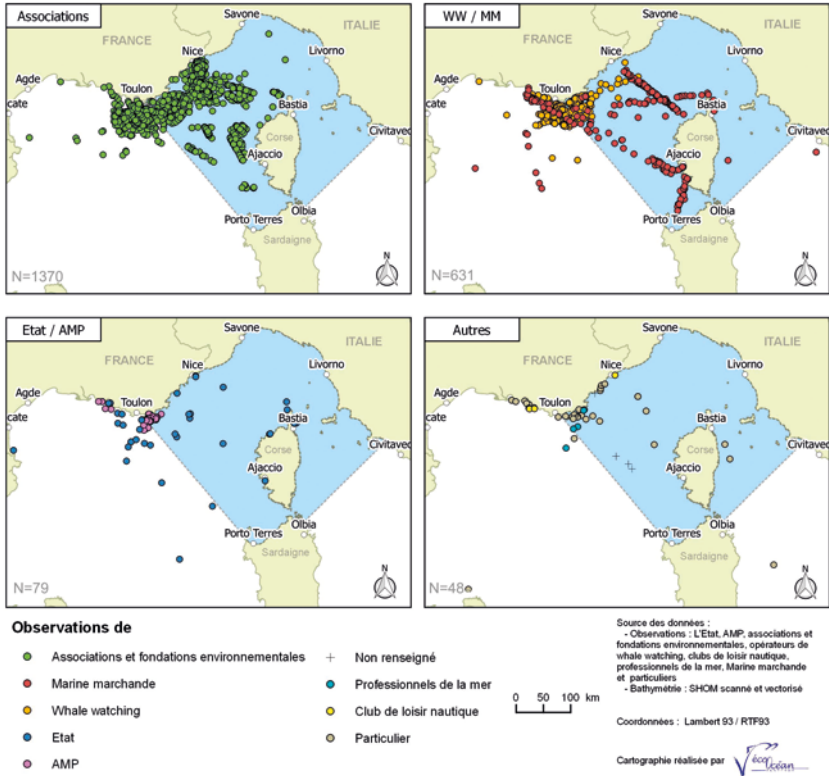 Associations
FRANCE
ITALIE
Savone
Nice
Livorno
Agde
Toulon
cate
Bastia
Corse
Civitavec
Ajaccio
Porto Terres
Olbia
Sardaigne
N=1370
N
WW / MM
FRANCE
ITALIE
Savone
Nice
Livorno
Agde
Toulon
cate
Bastia
Corse
Civitavec
Ajaccio
Porto Terres
Olbia
Sardaigne
N=631
N
Etat / AMP
FRANCE
ITALIE
Savone
Nice
Livorno
Agde
Toulon
cate
Bastia
Corse
Civitavec
Ajaccio
Porto Terres
Olbia
Sardaigne
N=79
N
Autres
FRANCE
ITALIE
Savone
Nice
Livorno
Agde
Toulon
cate
Bastia
Corse
Civitavec
Ajaccio
Porto Terres
Olbia
Sardaigne
N=48
N
Observations de
Associations et fondations environnementales
Marine marchande
Whale watching
Etat
AMP
Non renseigné
Professionnels de la mer
Club de loisir nautique
Particulier
0 50 100 km
Source des données :
- Observations : L'Etat, AMP, associations et
fondations environnementales, opérateurs de
whale watching, clubs de loisir nautique,
professionnels de la mer, Marine marchande
et particuliers
- Bathymétrie : SHOM scanné et vectorisé
Coordonnées : Lambert 93 / RTF93
Cartographie réalisée par
écoOcéan